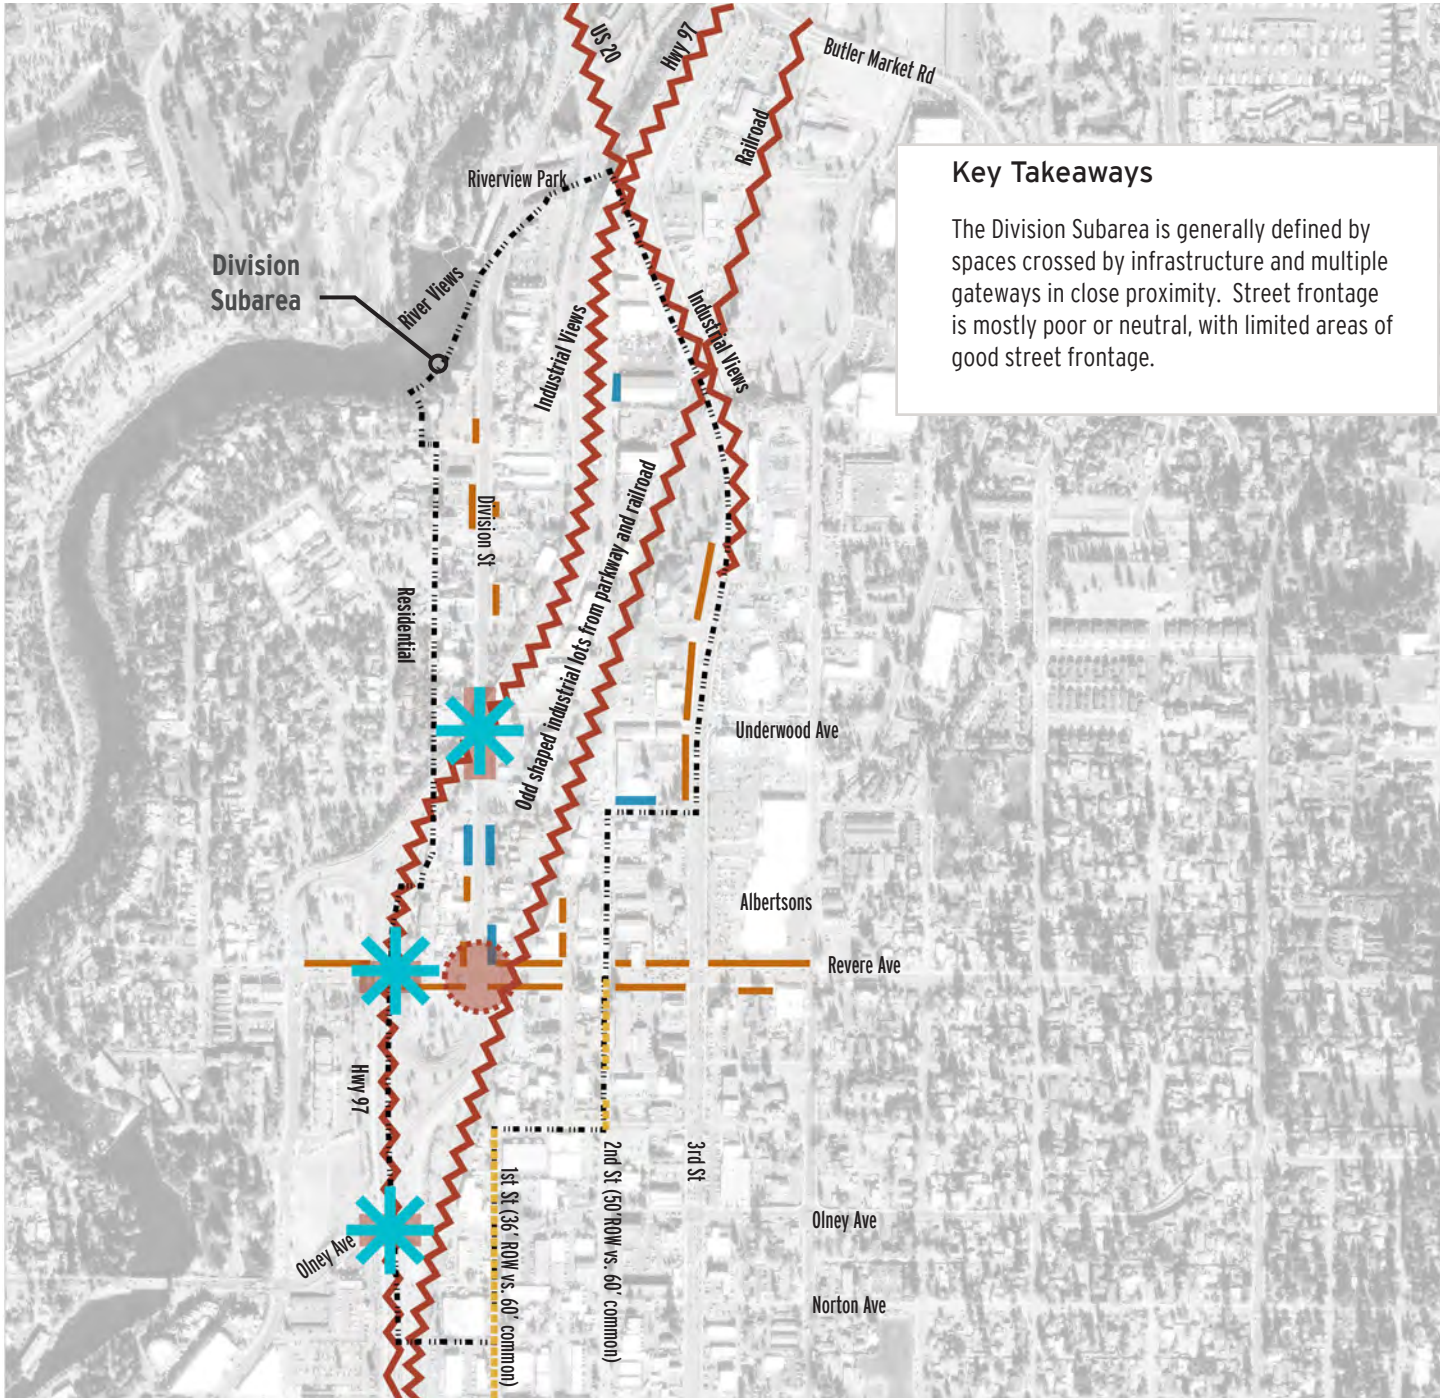 US 20
Hwy 97
Butler Market Rd
Railroad
Key Takeaways
The Division Subarea is generally defined by
spaces crossed by infrastructure and multiple
gateways in close proximity.  Street frontage
is mostly poor or neutral, with limited areas of
good street frontage.
Riverview Park
Division
Subarea
River Views
Industrial Views
Industrial Views
Division St
Odd shaped industrial lots from parkway and railroad
Residential
Underwood Ave
Albertsons
Revere Ave
Hwy 97
1st St (36' ROW vs. 60' common)
2nd St (50'ROW vs. 60' common)
3rd St
Olney Ave
Olney Ave
Norton Ave